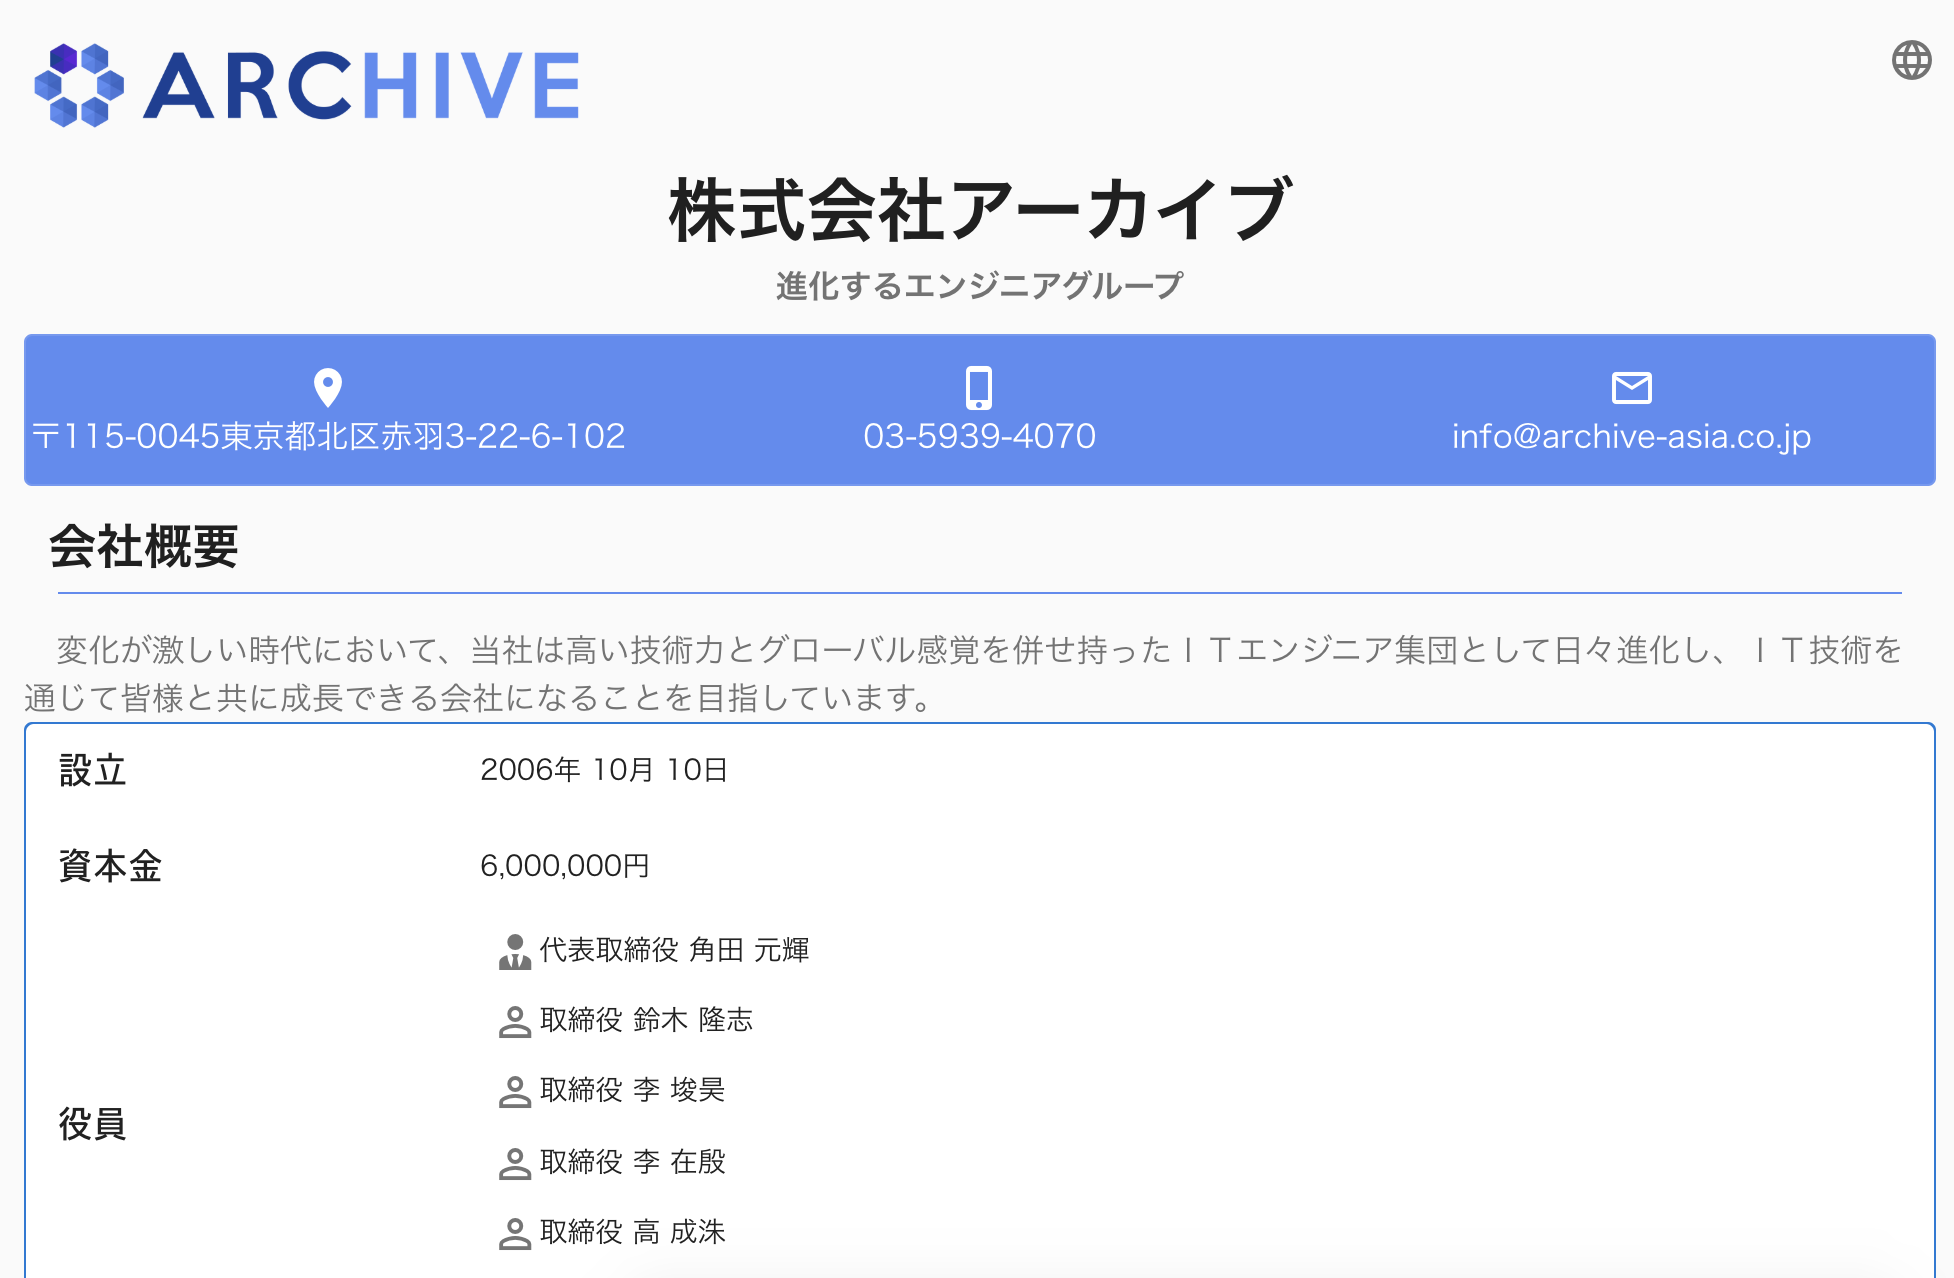 ARCHIVE
株式会社アーカイブ
進化するエンジニアグループ
〒115-0045東京都北区赤羽3-22-6-102
03-5939-4070
info@archive-asia.co.jp
会社概要
変化が激しい時代において、当社は高い技術力とグローバル感覚を併せ持ったＩＴエンジニア集団として日々進化し、ＩＴ技術を
通じて皆様と共に成長できる会社になることを目指しています。
設立 2006年 10月 10日
資本金 6,000,000円
役員
代表取締役 角田 元輝
取締役 鈴木 隆志
取締役 李 埈昊
取締役 李 在殷
取締役 高 成洙